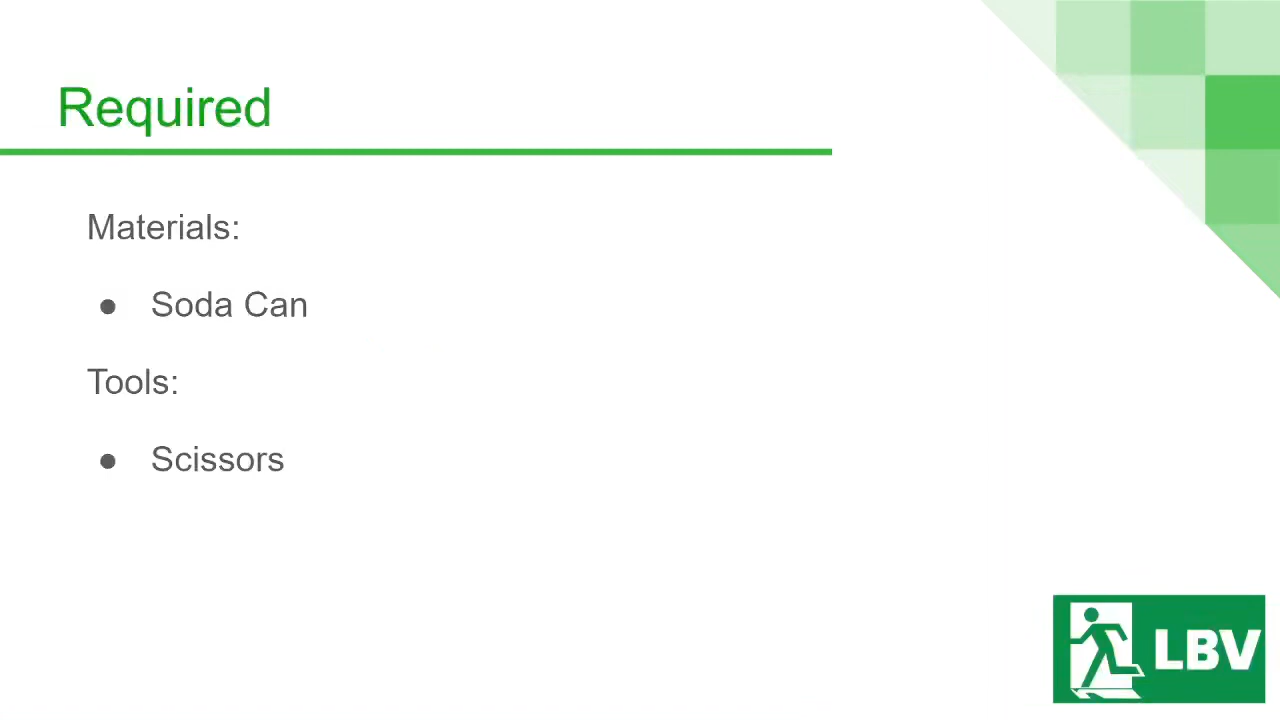 Required
Materials:
● Soda Can
Tools:
● Scissors
LBV